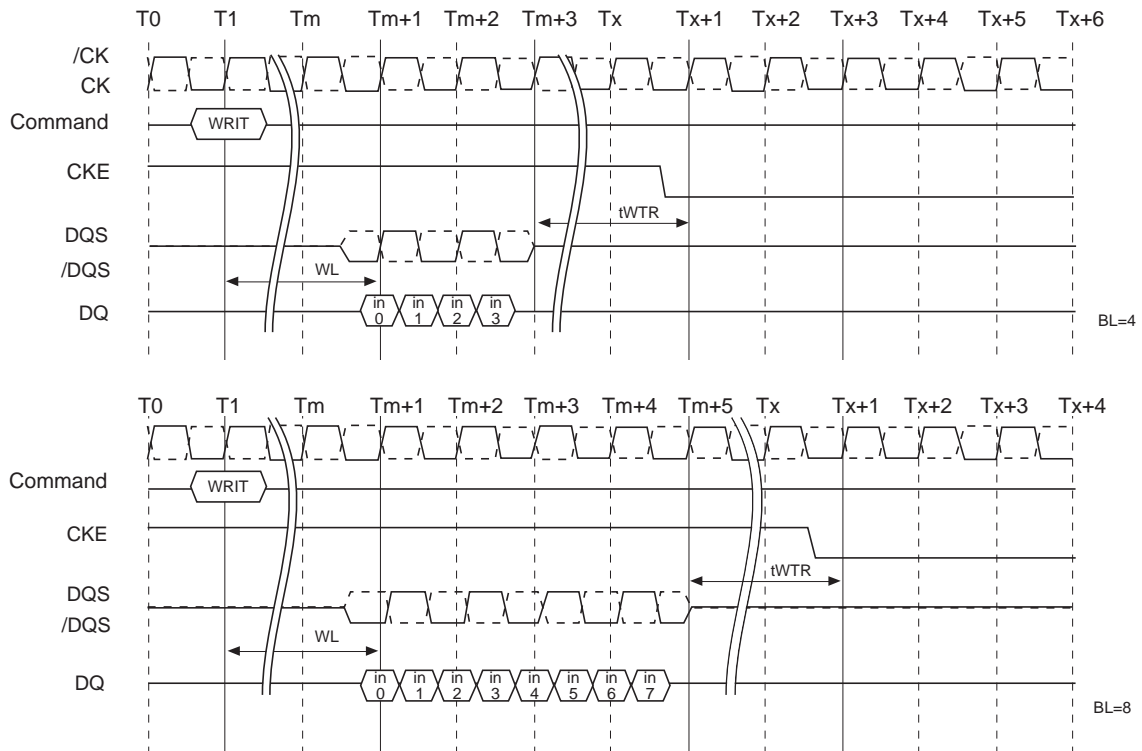 T0 T1 Tm Tm+1 Tm+2 Tm+3 Tx Tx+1 Tx+2 Tx+3 Tx+4 Tx+5 Tx+6
/CK
CK
Command WRIT
CKE
tWTR
DQS
/DQS
WL
DQ in 0 in 1 in 2 in 3
BL=4
T0 T1 Tm Tm+1 Tm+2 Tm+3 Tm+4 Tm+5 Tx Tx+1 Tx+2 Tx+3 Tx+4
Command WRIT
CKE
tWTR
DQS
/DQS
WL
DQ in 0 in 1 in 2 in 3 in 4 in 5 in 6 in 7
BL=8